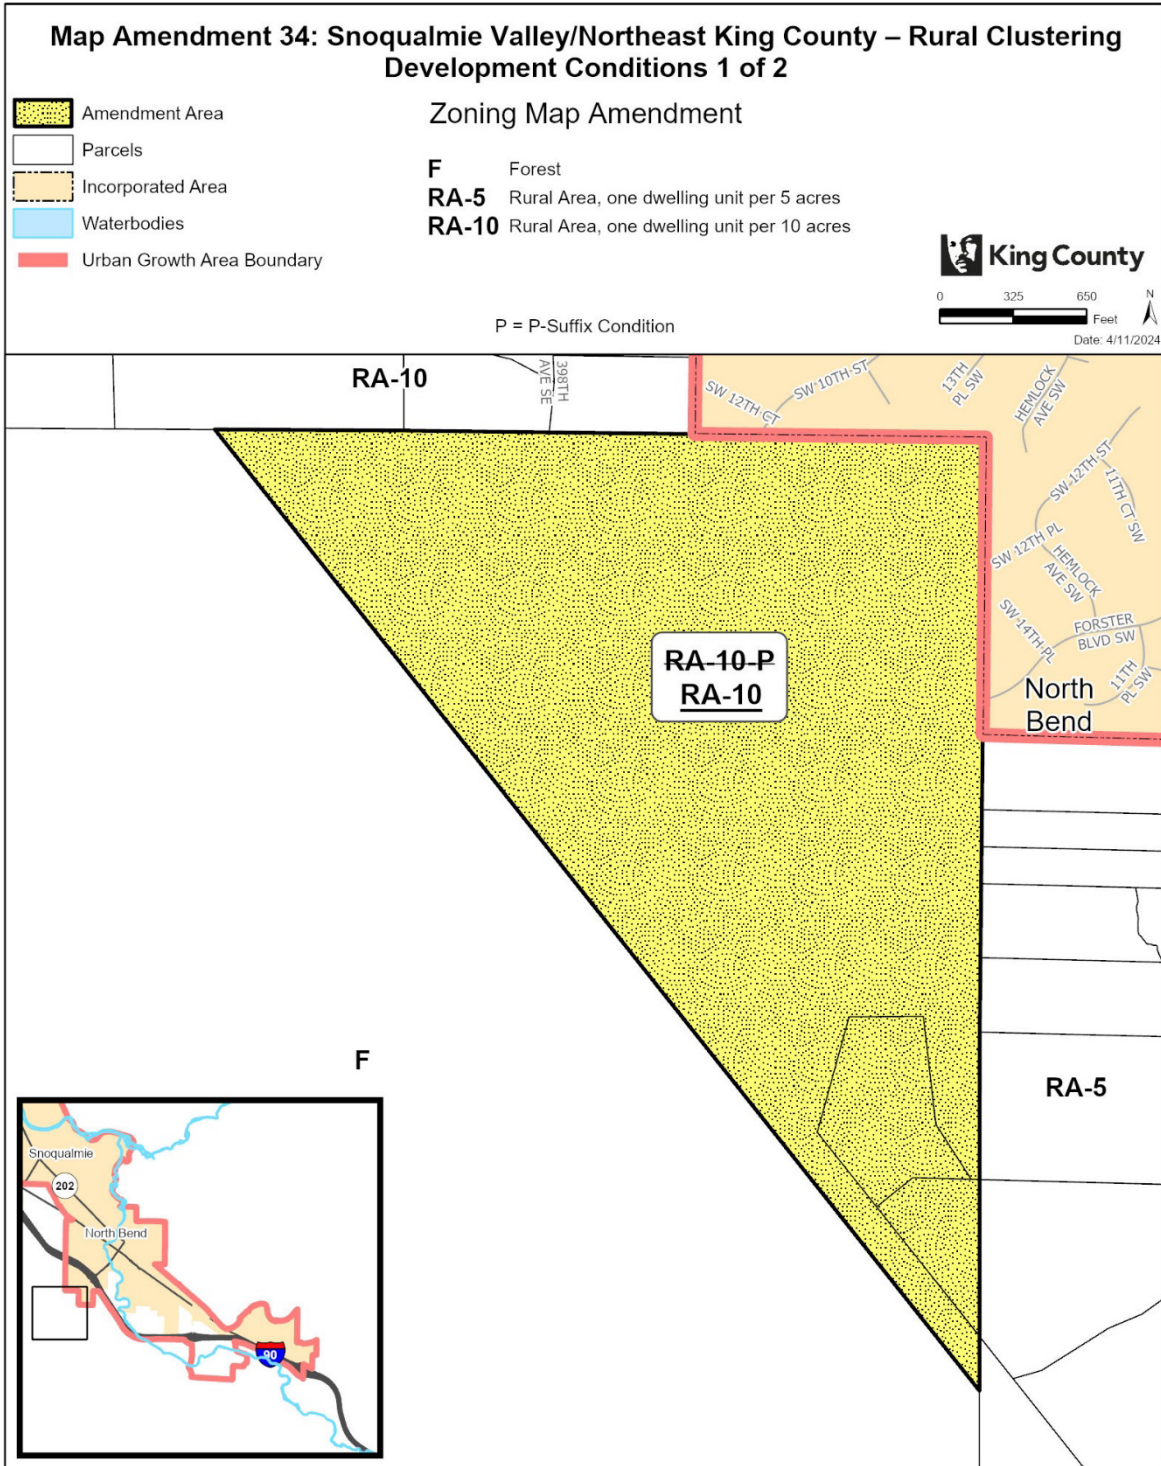 Map Amendment 34: Snoqualmie Valley/Northeast King County – Rural Clustering
Development Conditions 1 of 2
Amendment Area
Parcels
Incorporated Area
Waterbodies
Urban Growth Area Boundary
Zoning Map Amendment
F Forest
RA-5 Rural Area, one dwelling unit per 5 acres
RA-10 Rural Area, one dwelling unit per 10 acres
P = P-Suffix Condition
King County
0 325 650
Feet
N
Date: 4/11/2024
RA-10
398TH
AVE SE
SW 12TH CT
SW 10TH ST
13TH
PL SW
HEMLOCK
AVE SW
SW 12TH ST
11TH CT SW
SW 12TH PL
HEMLOCK
AVE SW
SW 14TH PL
FORSTER
BLVD SW
11TH
PL SW
North
Bend
RA-10-P
RA-10
F
RA-5
Snoqualmie
202
North Bend
90